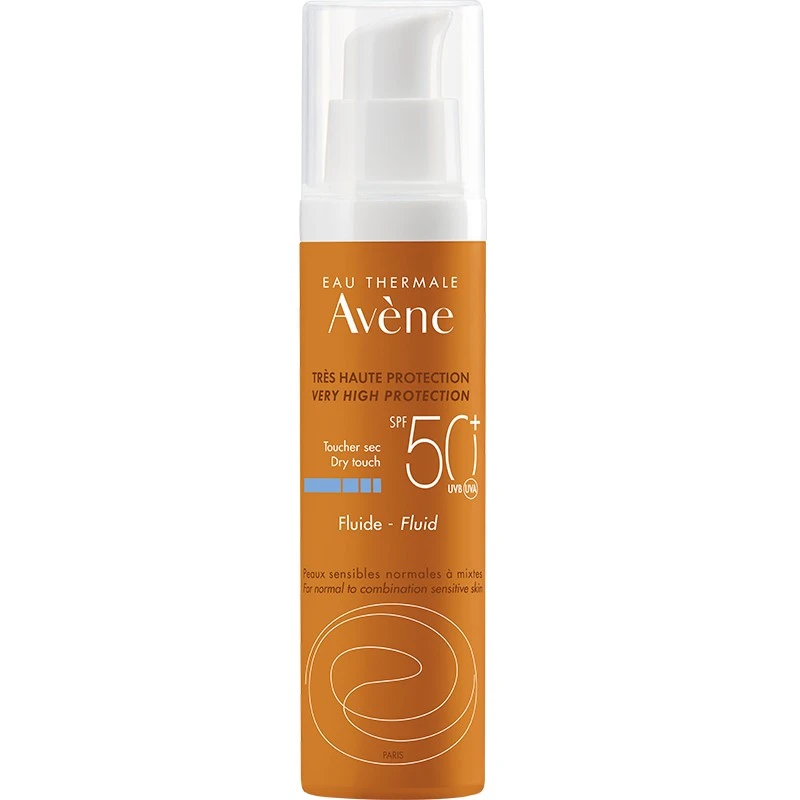 EAU THERMALE
Avène
TRÈS HAUTE PROTECTION
VERY HIGH PROTECTION
SPF 50+
Toucher sec
Dry touch
UVB UVA
Fluide - Fluid
Peaux sensibles normales à mixtes
For normal to combination sensitive skin
PARIS